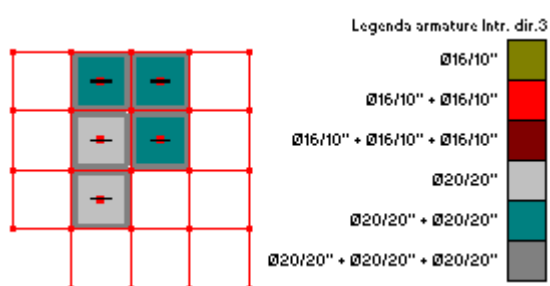 Legenda armature Intr. dir.3
Ø16/10"
Ø16/10" + Ø16/10"
Ø16/10" + Ø16/10" + Ø16/10"
Ø20/20"
Ø20/20" + Ø20/20"
Ø20/20" + Ø20/20" + Ø20/20"